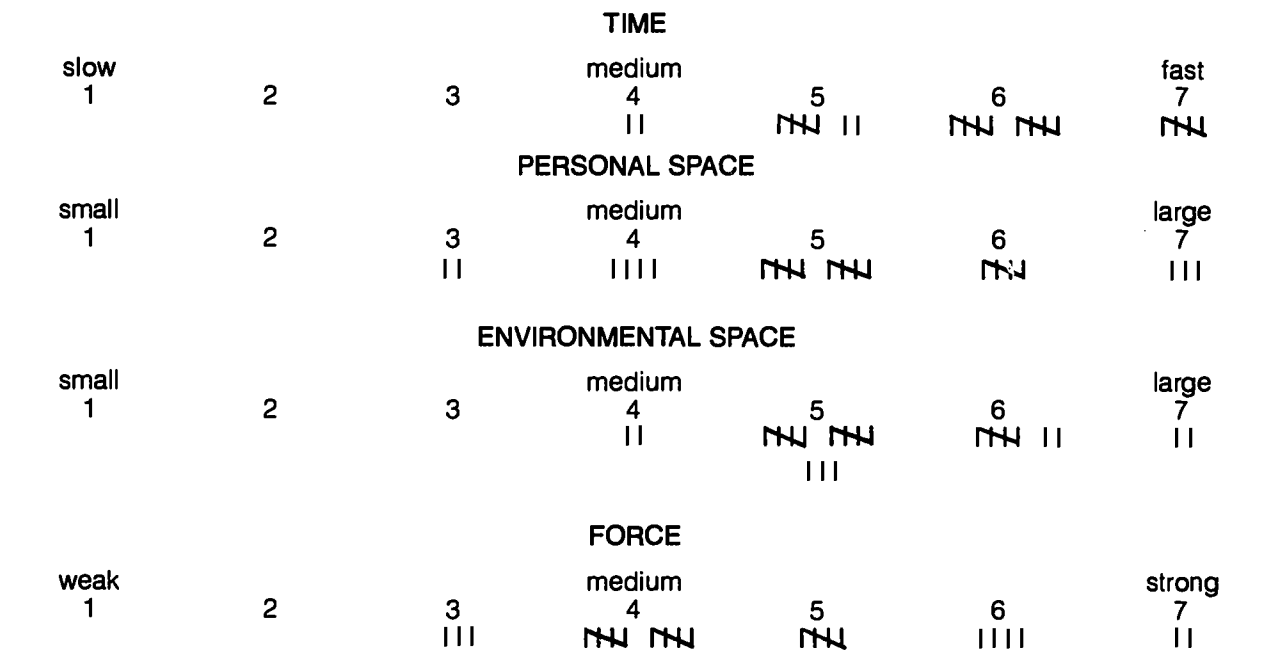 TIME
slow medium fast
1 2 3 4 5 6 7
PERSONAL SPACE
small medium large
1 2 3 4 5 6 7
ENVIRONMENTAL SPACE
small medium large
1 2 3 4 5 6 7
FORCE
weak medium strong
1 2 3 4 5 6 7